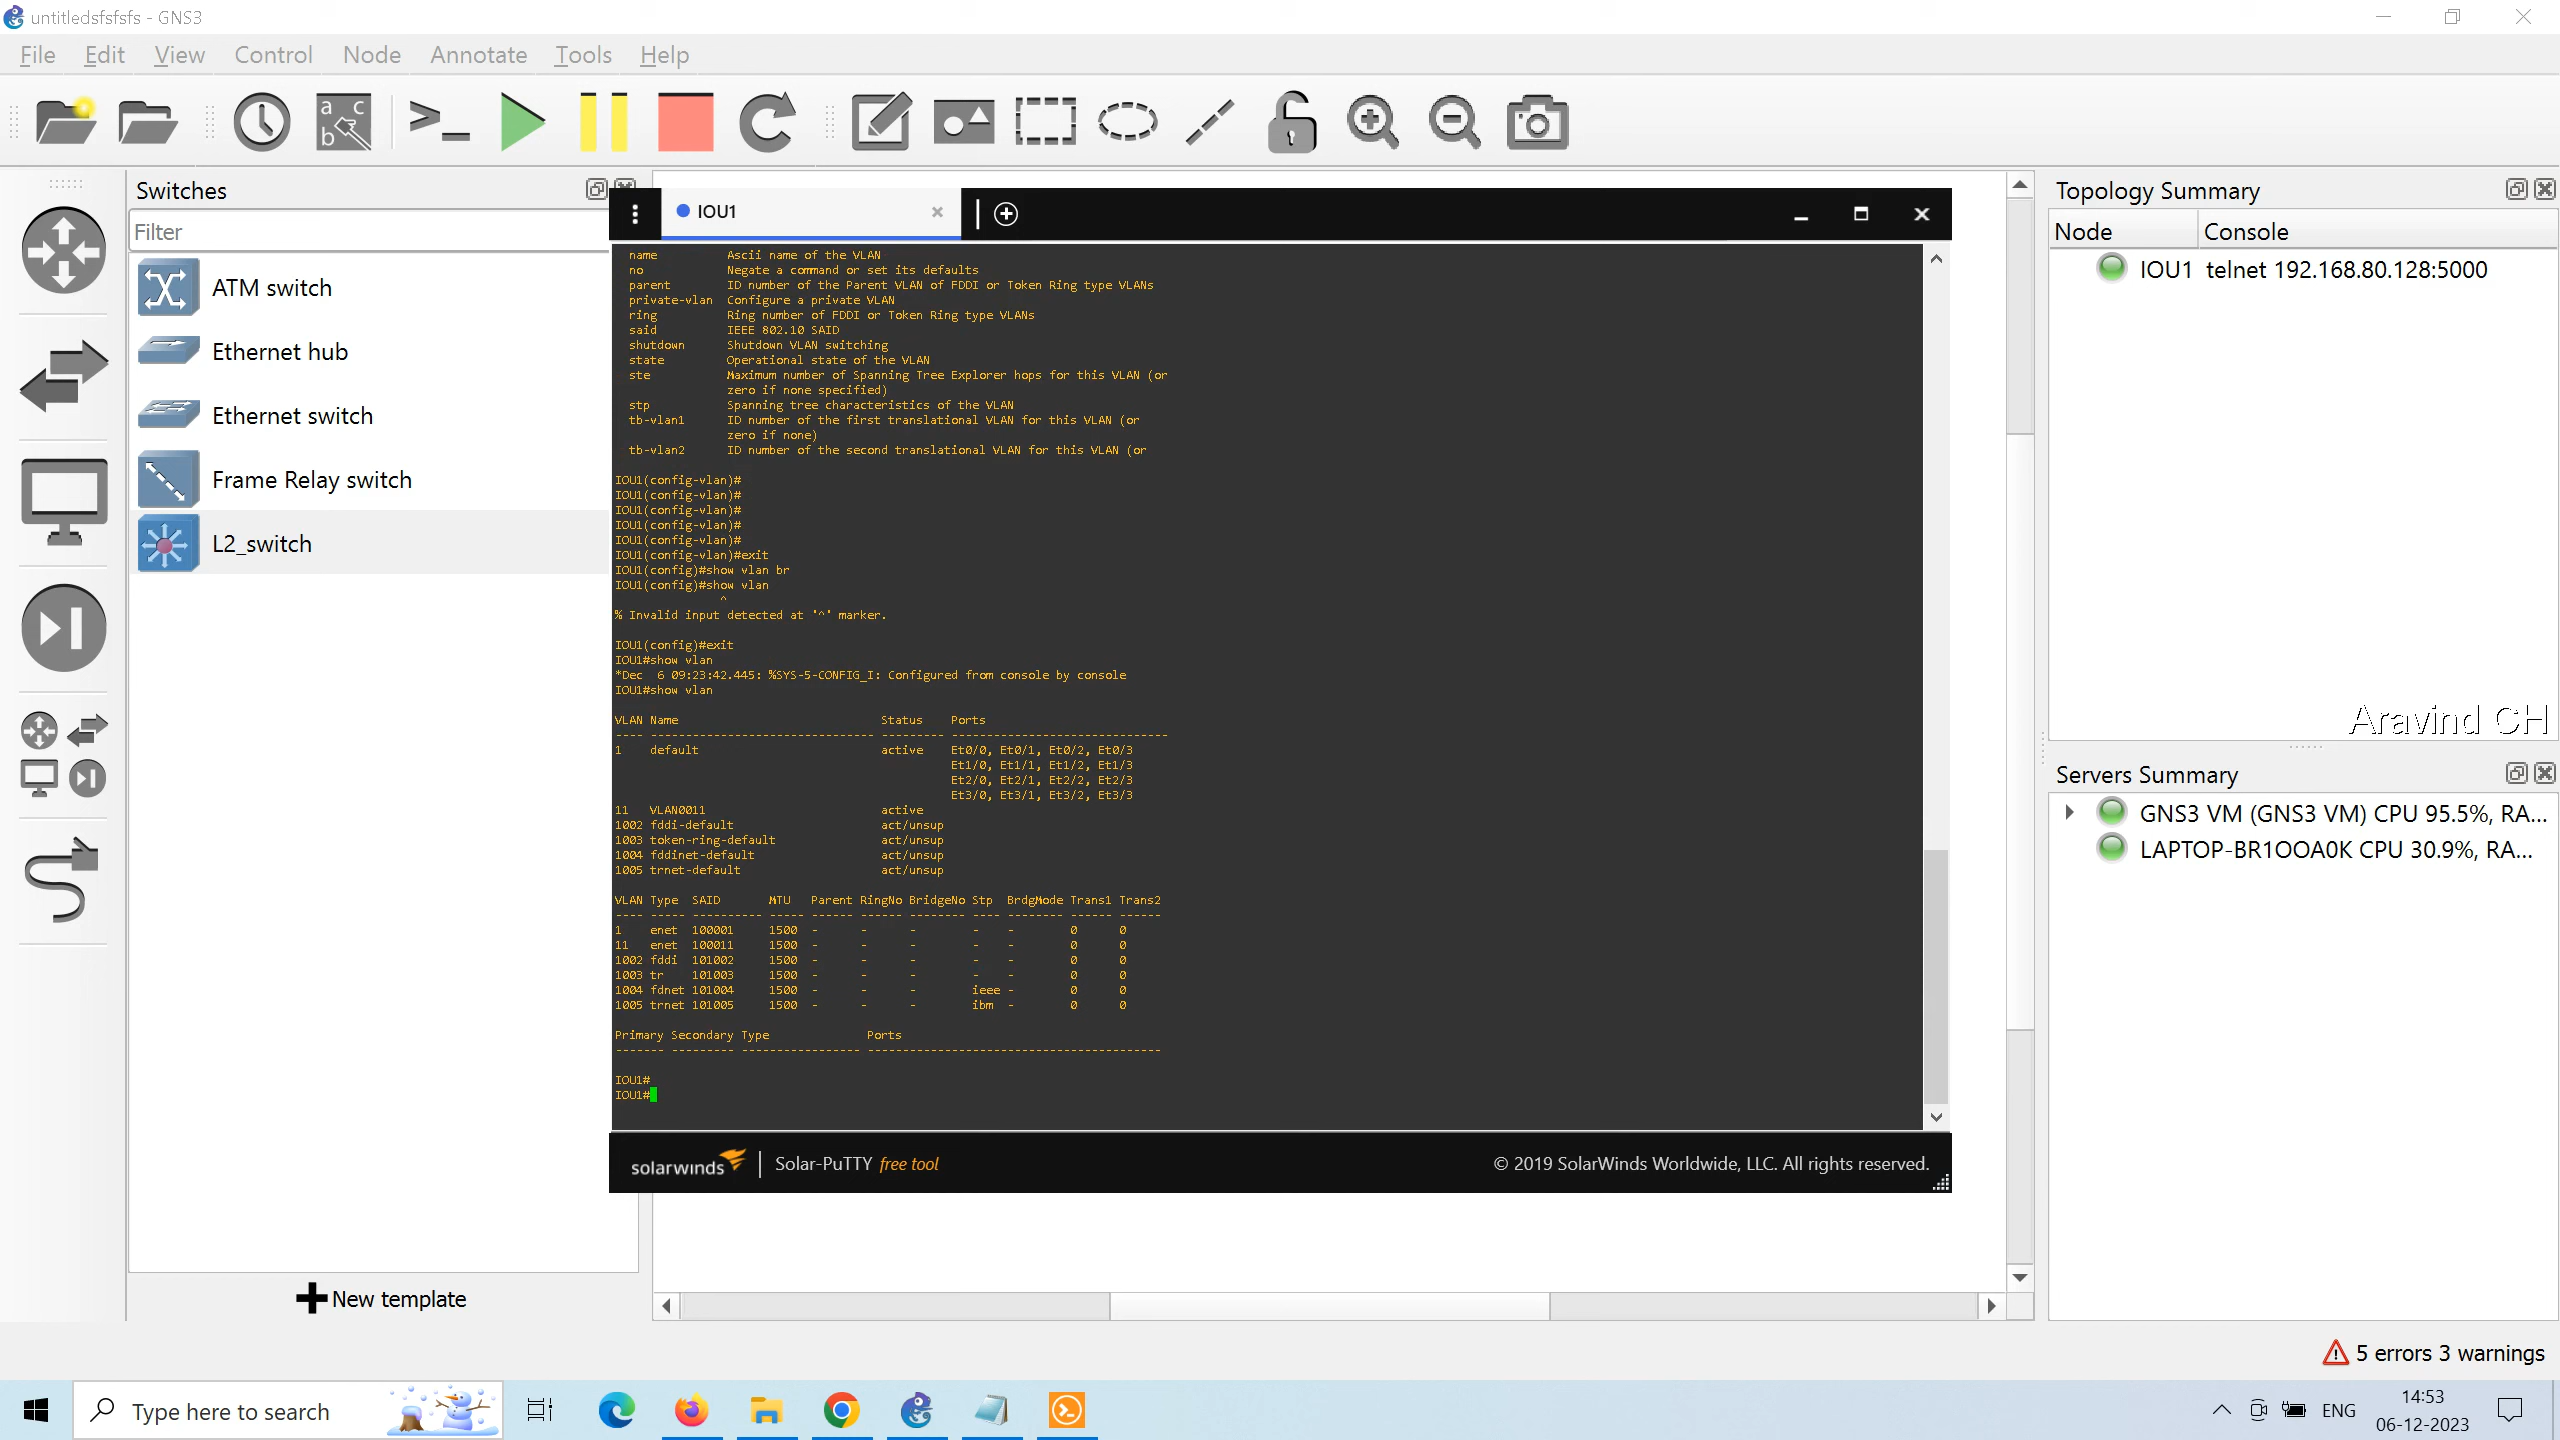 untitledsfsfsfs - GNS3
File Edit View Control Node Annotate Tools Help
a c
b
Switches
Filter
ATM switch
Ethernet hub
Ethernet switch
Frame Relay switch
L2_switch
New template
IOU1
name Ascii name of the VLAN
no Negate a command or set its defaults
parent ID number of the Parent VLAN of FDDI or Token Ring type VLANs
private-vlan Configure a private VLAN
ring Ring number of FDDI or Token Ring type VLANs
said IEEE 802.10 SAID
shutdown Shutdown VLAN switching
state Operational state of the VLAN
ste Maximum number of Spanning Tree Explorer hops for this VLAN (or
zero if none specified)
stp Spanning tree characteristics of the VLAN
tb-vlan1 ID number of the first translational VLAN for this VLAN (or
zero if none)
tb-vlan2 ID number of the second translational VLAN for this VLAN (or
IOU1(config-vlan)#
IOU1(config-vlan)#
IOU1(config-vlan)#
IOU1(config-vlan)#
IOU1(config-vlan)#
IOU1(config-vlan)#exit
IOU1(config)#show vlan br
IOU1(config)#show vlan
^
% Invalid input detected at '^' marker.
IOU1(config)#exit
IOU1#show vlan
*Dec  6 09:23:42.445: %SYS-5-CONFIG_I: Configured from console by console
IOU1#show vlan
VLAN Name Status Ports
---- -------------------------------- --------- -------------------------------
1 default active Et0/0, Et0/1, Et0/2, Et0/3
Et1/0, Et1/1, Et1/2, Et1/3
Et2/0, Et2/1, Et2/2, Et2/3
Et3/0, Et3/1, Et3/2, Et3/3
11 VLAN0011 active
1002 fddi-default act/unsup
1003 token-ring-default act/unsup
1004 fddinet-default act/unsup
1005 trnet-default act/unsup
VLAN Type SAID MTU Parent RingNo BridgeNo Stp BrdgMode Trans1 Trans2
---- ----- ---------- ----- ------ ------ -------- ---- -------- ------ ------
1 enet 100001 1500 - - - - - 0 0
11 enet 100011 1500 - - - - - 0 0
1002 fddi 101002 1500 - - - - - 0 0
1003 tr 101003 1500 - - - - - 0 0
1004 fdnet 101004 1500 - - - ieee - 0 0
1005 trnet 101005 1500 - - - ibm - 0 0
Primary Secondary Type Ports
------- --------- ----------------- ------------------------------------------
IOU1#
IOU1#
solarwinds | Solar-PuTTY free tool
© 2019 SolarWinds Worldwide, LLC. All rights reserved.
Topology Summary
Node Console
IOU1 telnet 192.168.80.128:5000
Aravind CH
Servers Summary
GNS3 VM (GNS3 VM) CPU 95.5%, RA...
LAPTOP-BR1OOA0K CPU 30.9%, RA...
5 errors 3 warnings
Type here to search
ENG
14:53
06-12-2023